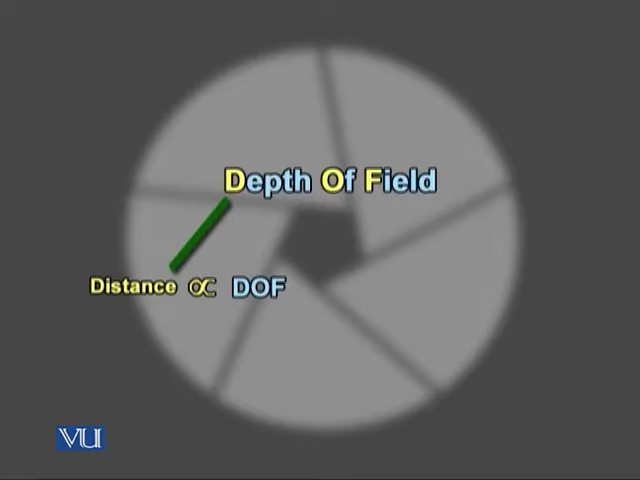 Depth Of Field
Distance ∝ DOF
VU